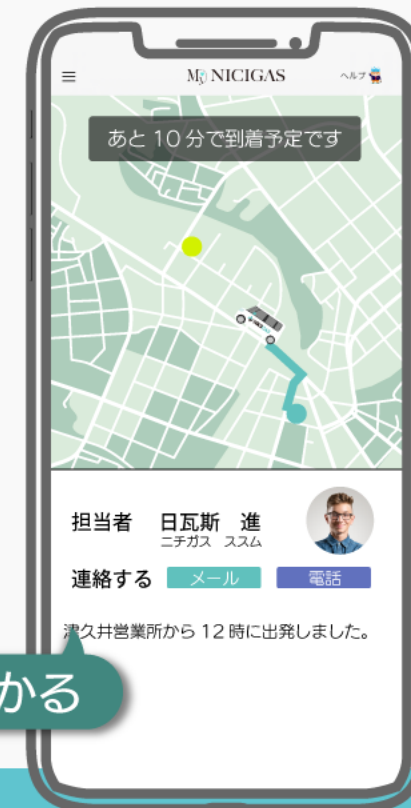 My NICIGAS
ヘルプ
あと10分で到着予定です
担当者 日瓦斯 進
ニチガス ススム
連絡する メール 電話
津久井営業所から12時に出発しました。
かる